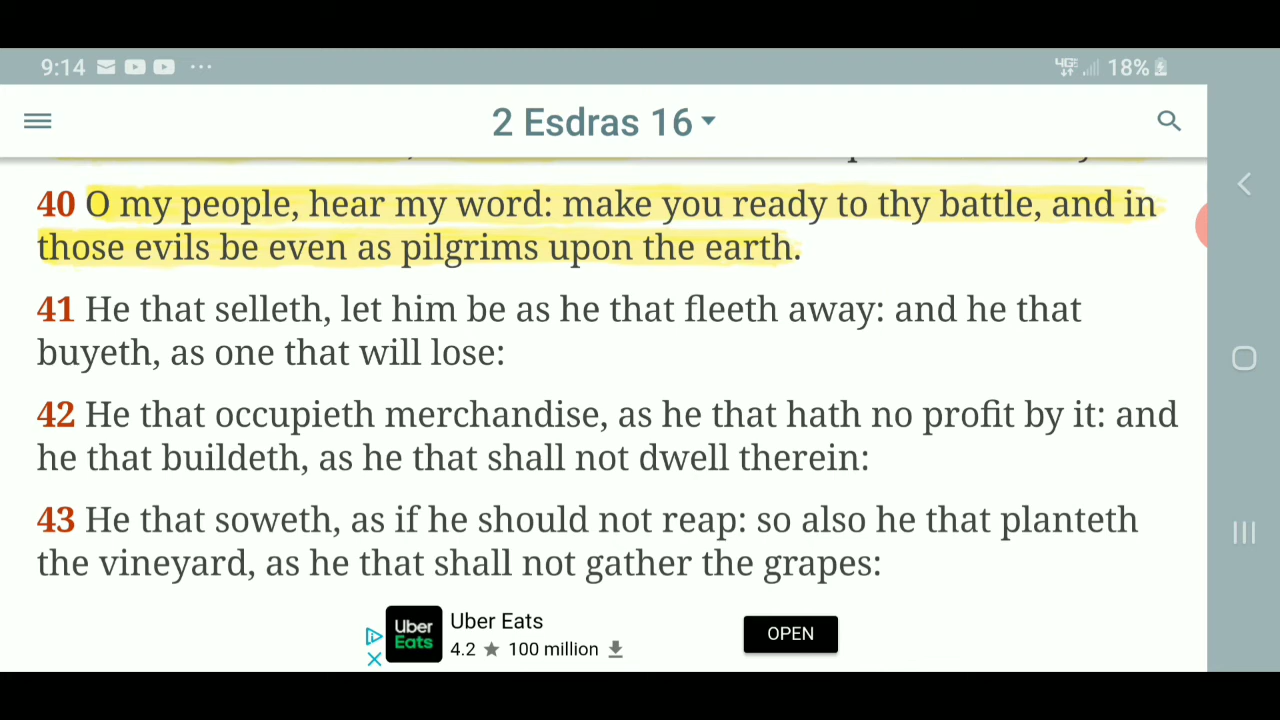 9:14 ...
4GE 18%
2 Esdras 16
40 O my people, hear my word: make you ready to thy battle, and in
those evils be even as pilgrims upon the earth.
41 He that selleth, let him be as he that fleeth away: and he that
buyeth, as one that will lose:
42 He that occupieth merchandise, as he that hath no profit by it: and
he that buildeth, as he that shall not dwell therein:
43 He that soweth, as if he should not reap: so also he that planteth
the vineyard, as he that shall not gather the grapes:
Uber
Eats
Uber Eats
4.2 ★ 100 million
OPEN